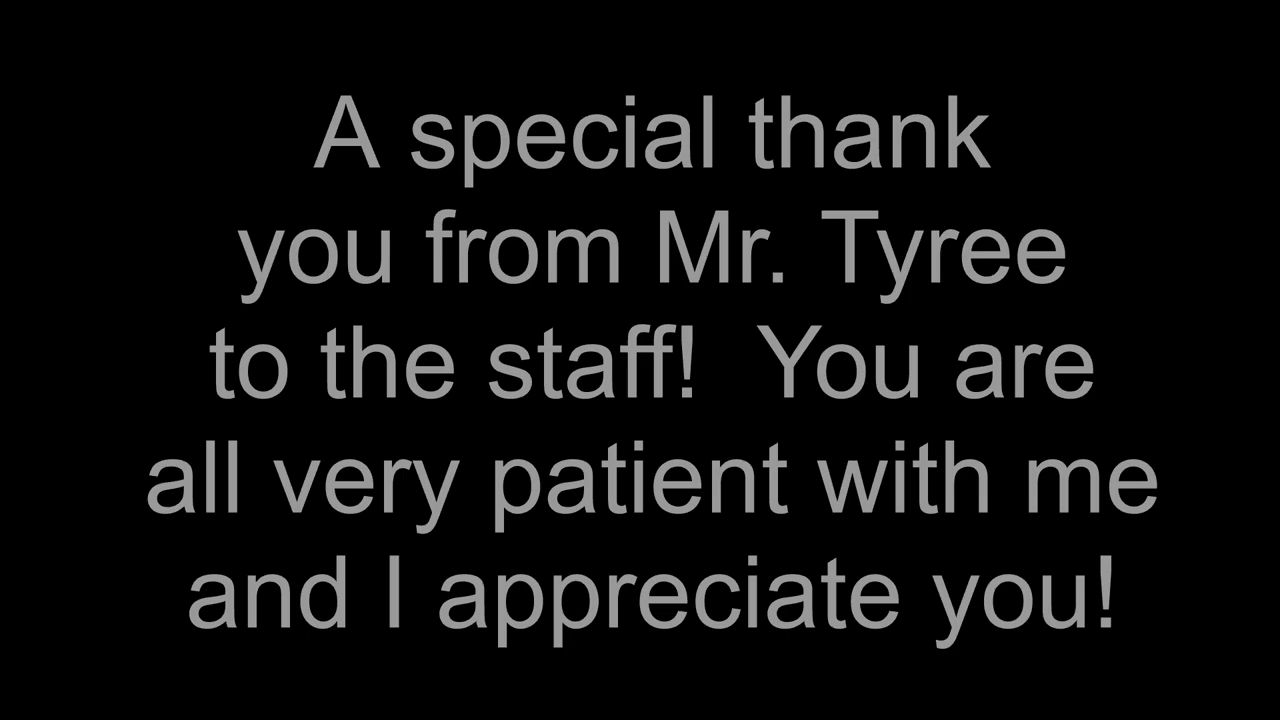 A special thank
you from Mr. Tyree
to the staff!  You are
all very patient with me
and I appreciate you!